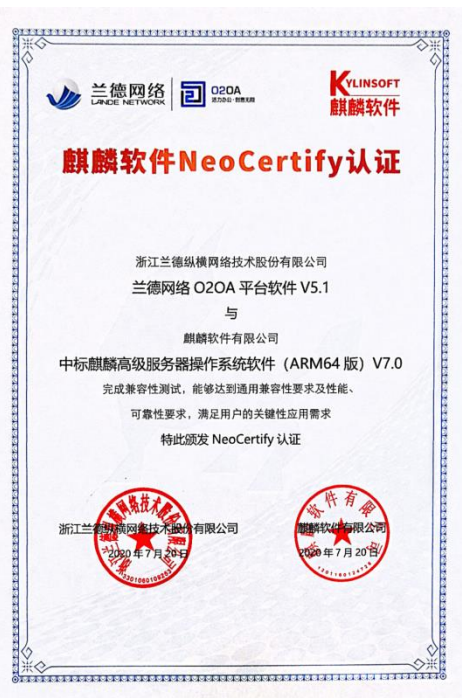 兰德网络
LANDE NETWORK
O2OA
活力办公·创意无限
KYLINSOFT
麒麟软件
麒麟软件NeoCertify认证
浙江兰德纵横网络技术股份有限公司
兰德网络 O2OA 平台软件 V5.1
与
麒麟软件有限公司
中标麒麟高级服务器操作系统软件（ARM64 版）V7.0
完成兼容性测试，能够达到通用兼容性要求及性能、
可靠性要求，满足用户的关键性应用需求
特此颁发 NeoCertify 认证
浙江兰德纵横网络技术股份有限公司
2020 年 7 月 20 日
麒麟软件有限公司
2020 年 7 月 20 日